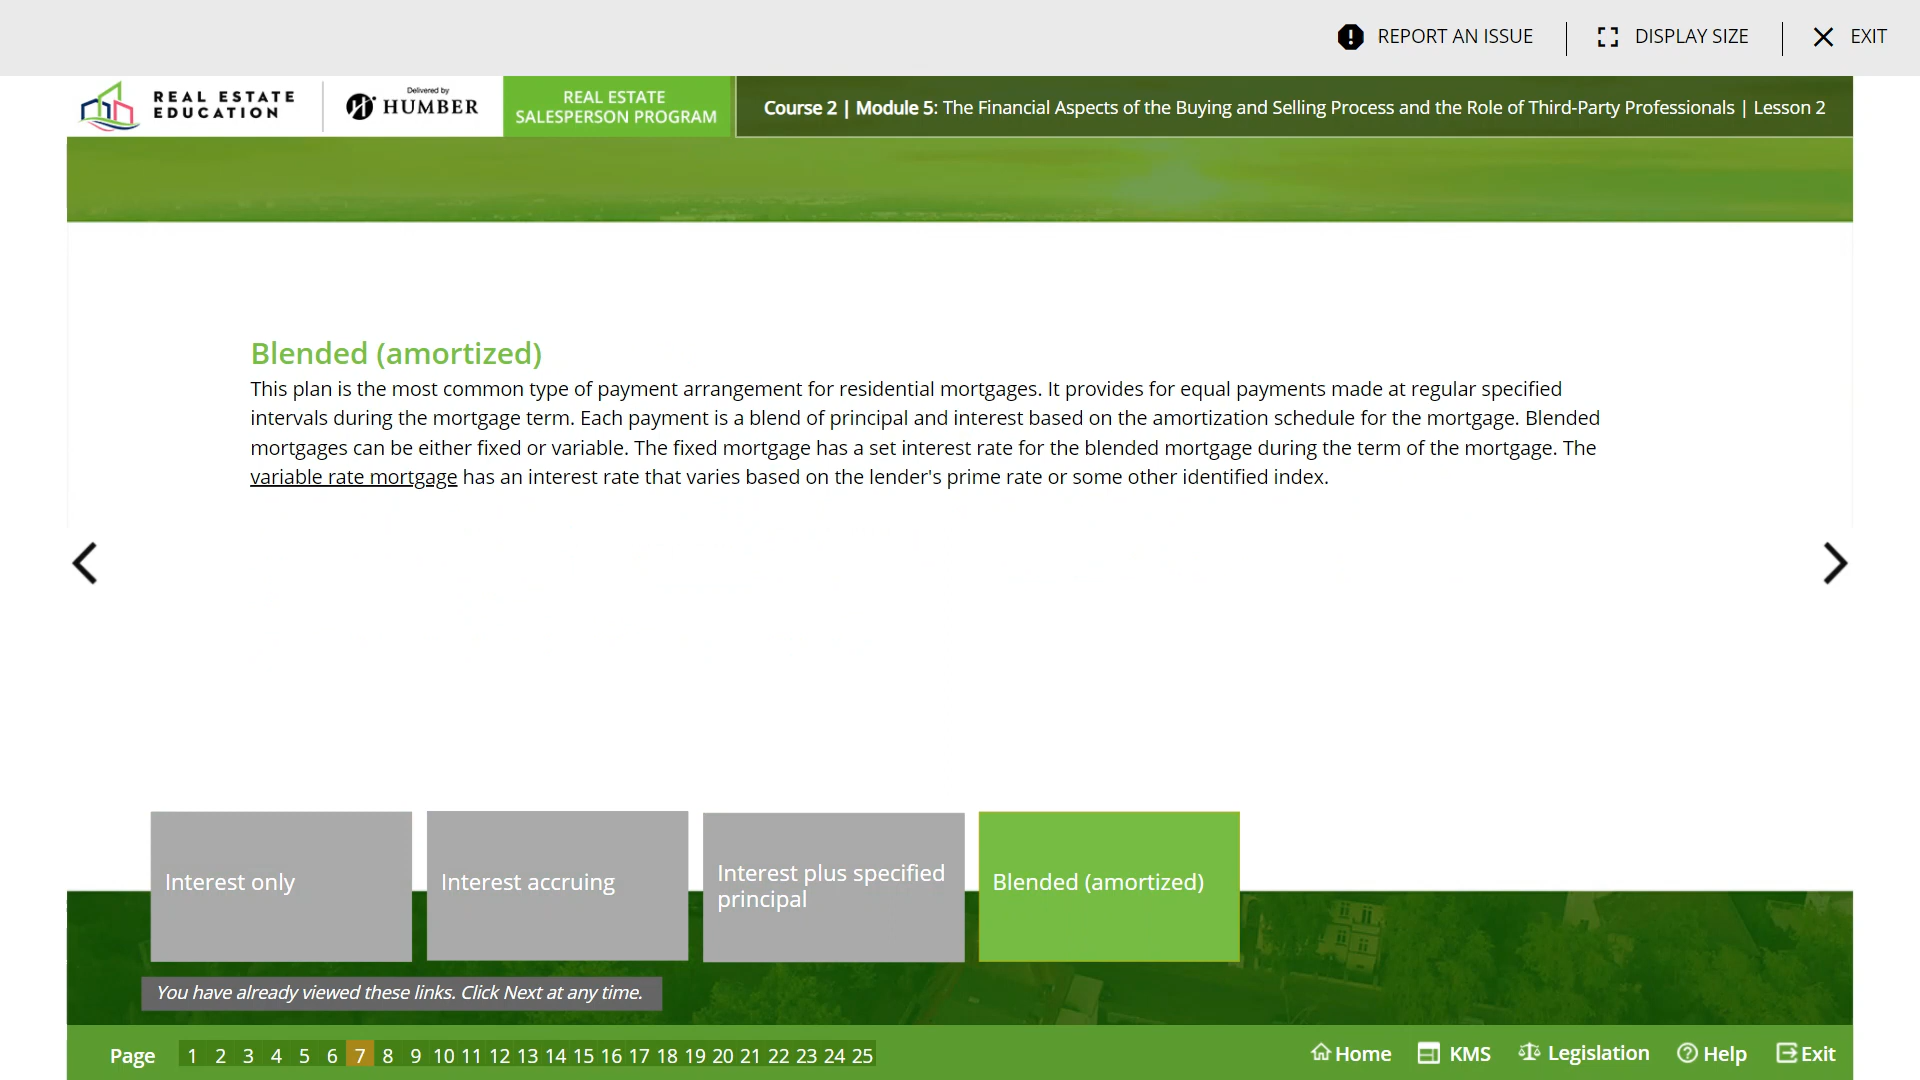 REPORT AN ISSUE
DISPLAY SIZE
EXIT
REAL ESTATE
EDUCATION
Delivered by
HUMBER
REAL ESTATE
SALESPERSON PROGRAM
Course 2 | Module 5: The Financial Aspects of the Buying and Selling Process and the Role of Third-Party Professionals | Lesson 2
Blended (amortized)
This plan is the most common type of payment arrangement for residential mortgages. It provides for equal payments made at regular specified
intervals during the mortgage term. Each payment is a blend of principal and interest based on the amortization schedule for the mortgage. Blended
mortgages can be either fixed or variable. The fixed mortgage has a set interest rate for the blended mortgage during the term of the mortgage. The
variable rate mortgage has an interest rate that varies based on the lender's prime rate or some other identified index.
Interest only
Interest accruing
Interest plus specified
principal
Blended (amortized)
You have already viewed these links. Click Next at any time.
Page 1 2 3 4 5 6 7 8 9 10 11 12 13 14 15 16 17 18 19 20 21 22 23 24 25
Home
KMS
Legislation
Help
Exit